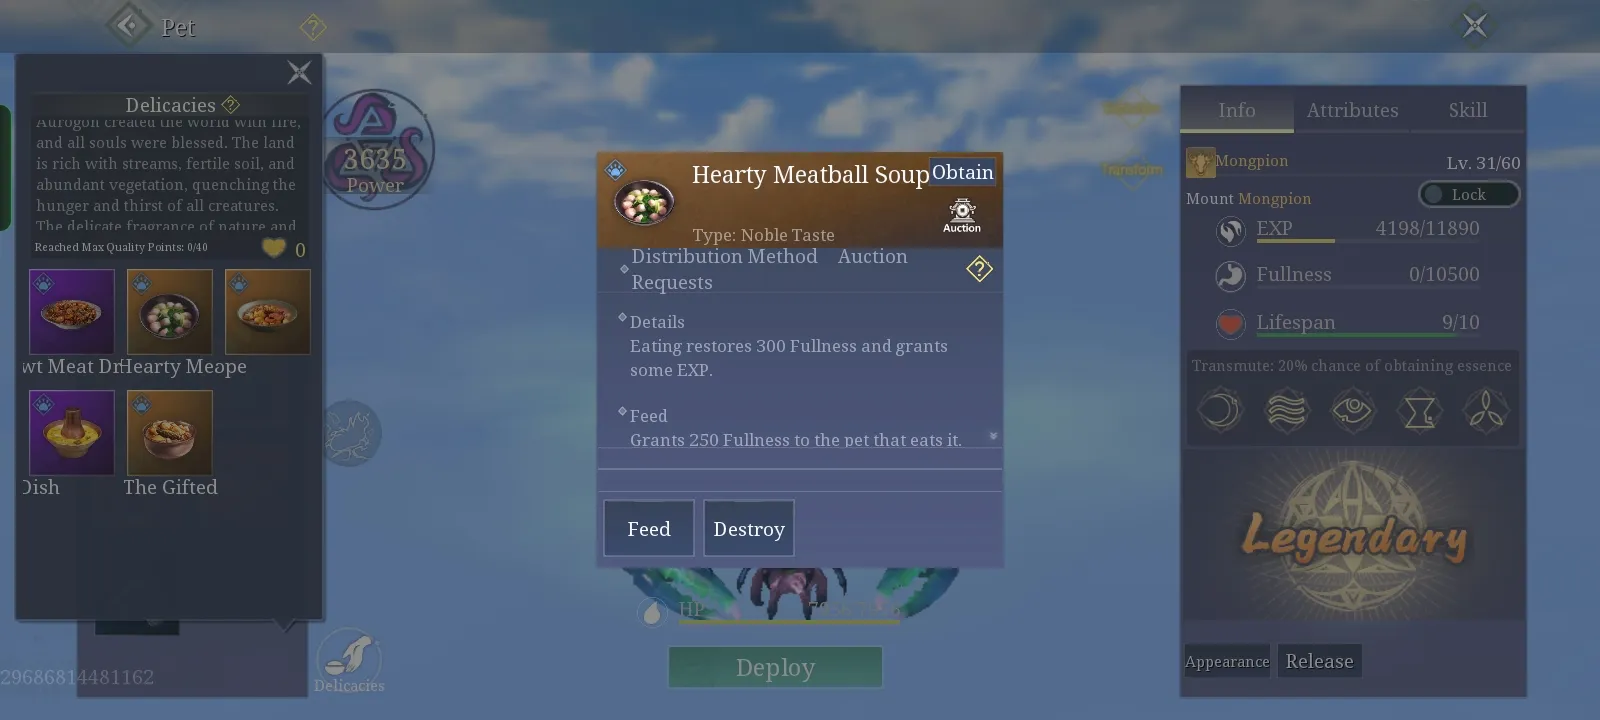 Pet
?
Delicacies ?
Aurogon created the world with fire,
and all souls were blessed. The land
is rich with streams, fertile soil, and
abundant vegetation, quenching the
hunger and thirst of all creatures.
The delicate fragrance of nature and
Reached Max Quality Points: 0/40
0
wt Meat Dr
Hearty Me
ope
Dish
The Gifted
29686814481162
3635
Power
Delicacies
Hearty Meatball Soup
Obtain
Auction
Type: Noble Taste
Distribution Method Auction
Requests
?
Details
Eating restores 300 Fullness and grants
some EXP.
Feed
Grants 250 Fullness to the pet that eats it.
Feed
Destroy
HP
Deploy
Transform
Info
Attributes
Skill
Mongpion
Lv. 31/60
Mount Mongpion
Lock
EXP 4198/11890
Fullness 0/10500
Lifespan 9/10
Transmute: 20% chance of obtaining essence
Legendary
Appearance
Release